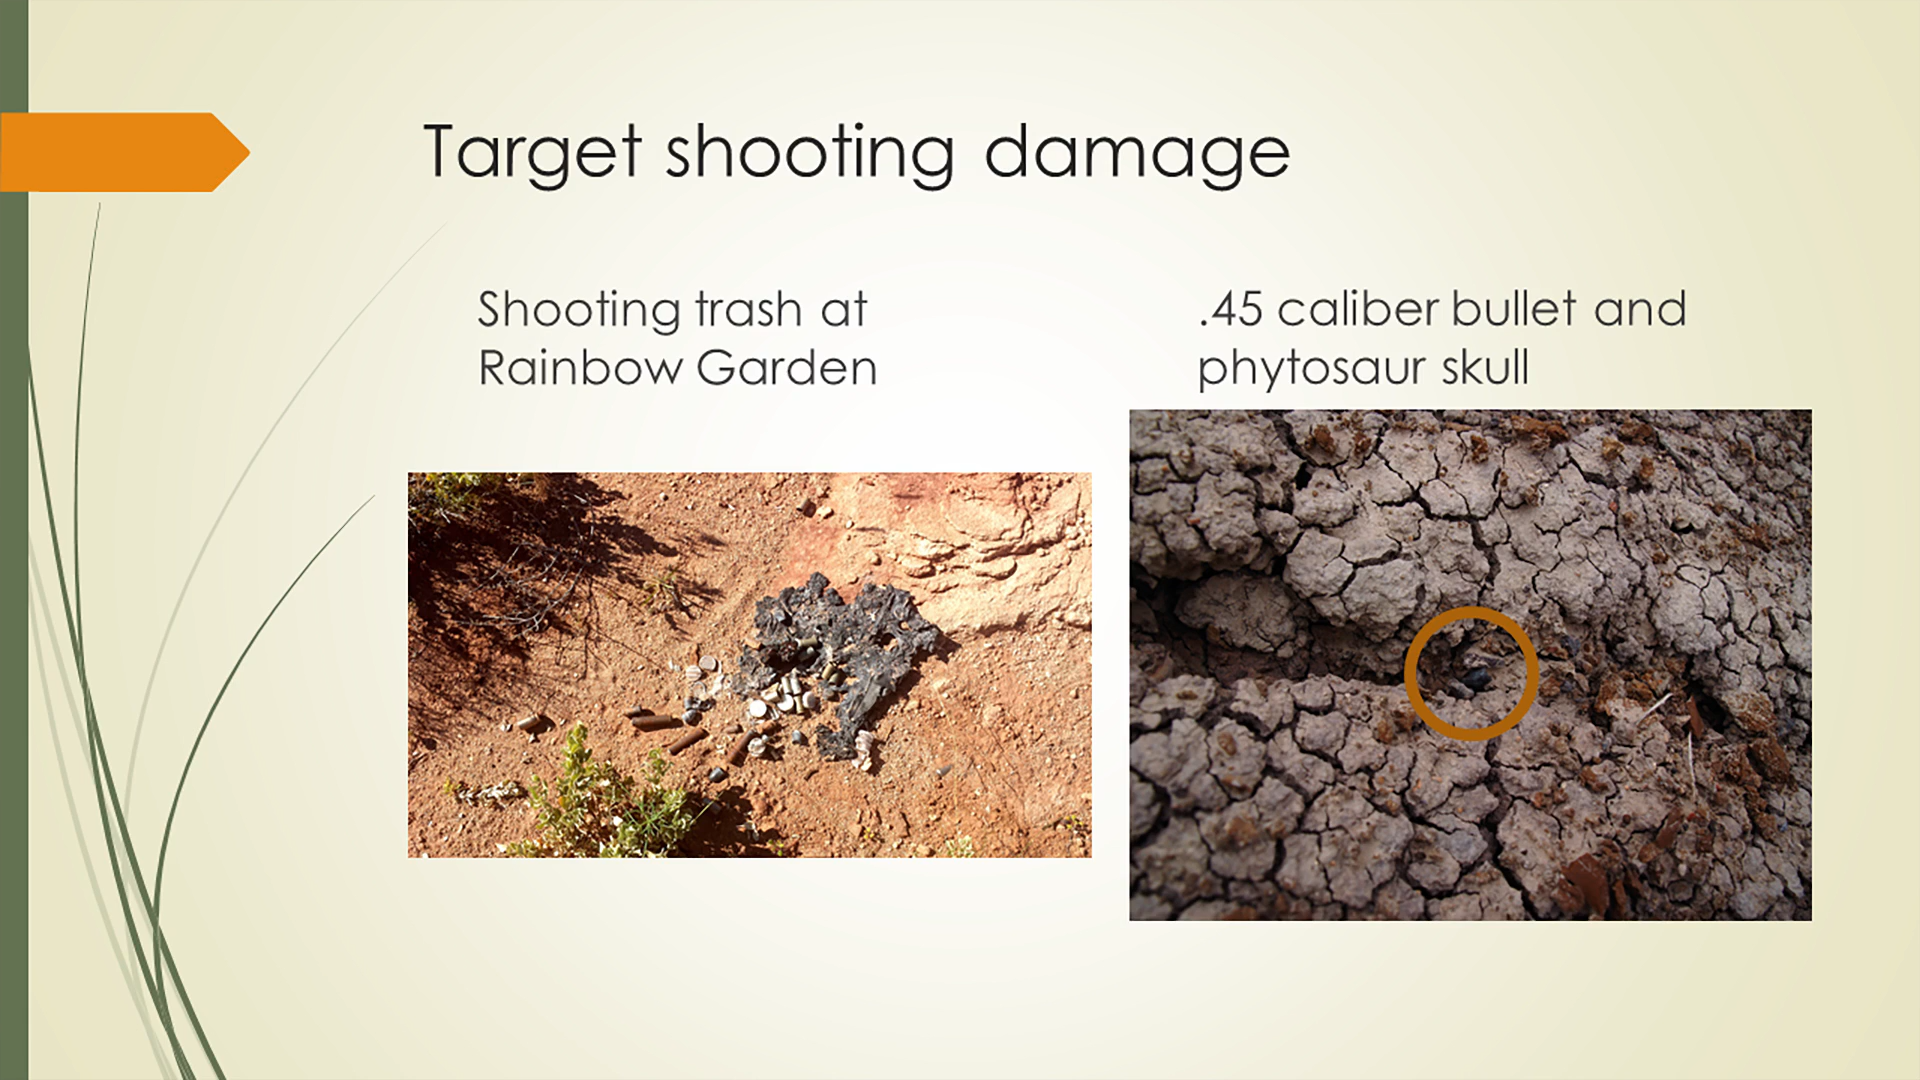 Target shooting damage
Shooting trash at
Rainbow Garden
.45 caliber bullet and
phytosaur skull